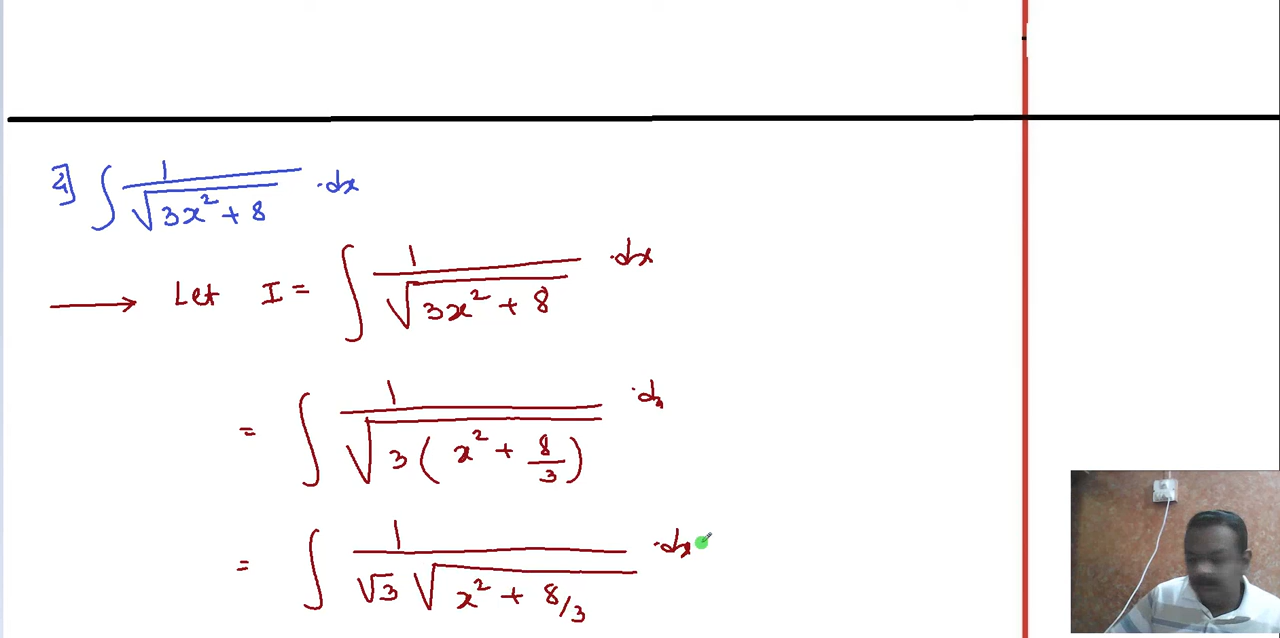 2] ∫ 1/√(3x² + 8) .dx
⟶ Let I = ∫ 1/√(3x² + 8) .dx
= ∫ 1/√(3(x² + 8/3)) .dx
= ∫ 1/(√3 √(x² + 8/3)) .dx